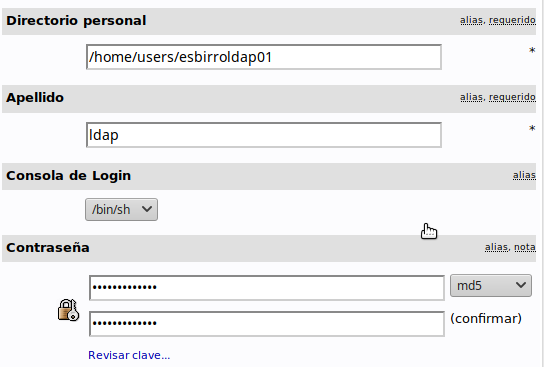 Directorio personal alias, requerido
/home/users/esbirroldap01 *
Apellido alias, requerido
ldap *
Consola de Login alias
/bin/sh
Contraseña alias, nota
••••••••••••• md5
••••••••••••• (confirmar)
Revisar clave...